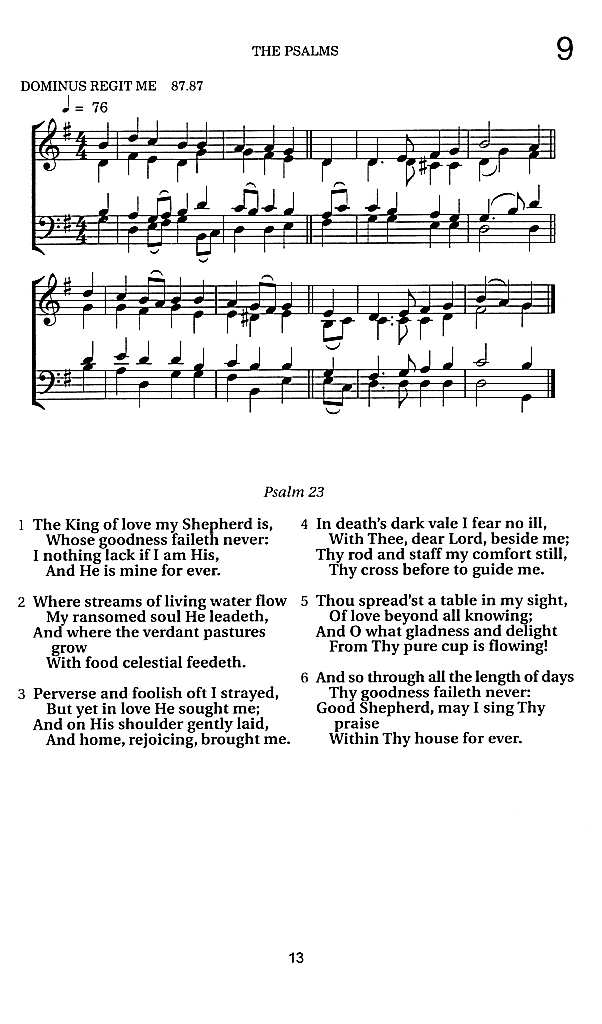 THE PSALMS
9
DOMINUS REGIT ME 87.87
♩ = 76
Psalm 23
1 The King of love my Shepherd is,
Whose goodness faileth never:
I nothing lack if I am His,
And He is mine for ever.
2 Where streams of living water flow
My ransomed soul He leadeth,
And where the verdant pastures
grow
With food celestial feedeth.
3 Perverse and foolish oft I strayed,
But yet in love He sought me;
And on His shoulder gently laid,
And home, rejoicing, brought me.
4 In death's dark vale I fear no ill,
With Thee, dear Lord, beside me;
Thy rod and staff my comfort still,
Thy cross before to guide me.
5 Thou spread'st a table in my sight,
Of love beyond all knowing;
And O what gladness and delight
From Thy pure cup is flowing!
6 And so through all the length of days
Thy goodness faileth never:
Good Shepherd, may I sing Thy
praise
Within Thy house for ever.
13